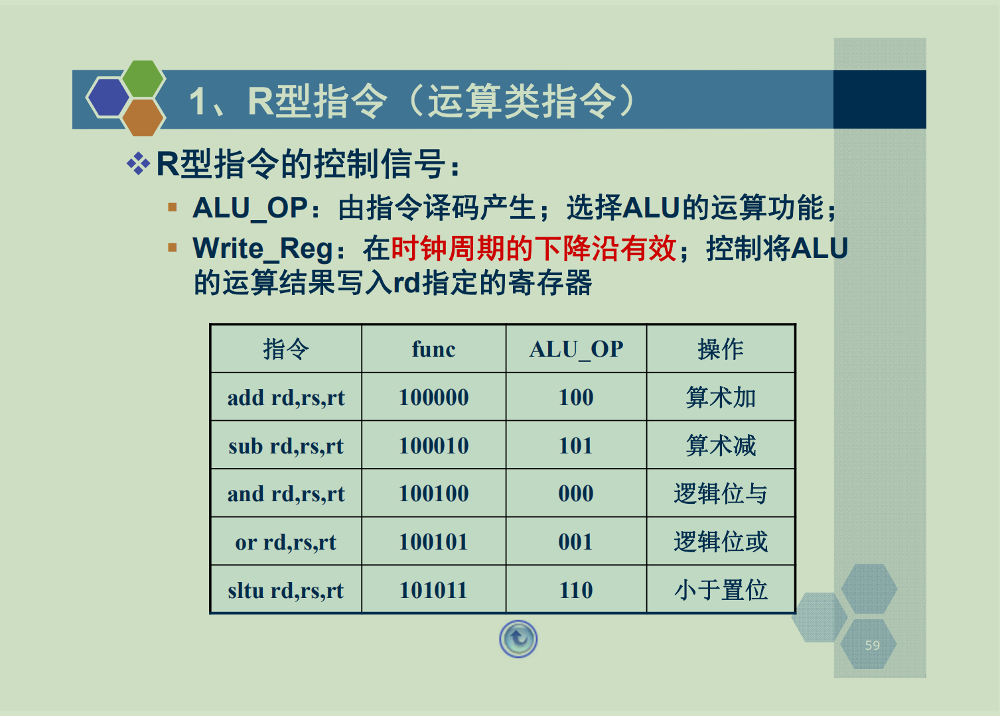 1、R型指令（运算类指令）
R型指令的控制信号：
ALU_OP：由指令译码产生；选择ALU的运算功能；
Write_Reg：在时钟周期的下降沿有效；控制将ALU
的运算结果写入rd指定的寄存器
指令 func ALU_OP 操作
add rd,rs,rt 100000 100 算术加
sub rd,rs,rt 100010 101 算术减
and rd,rs,rt 100100 000 逻辑位与
or rd,rs,rt 100101 001 逻辑位或
sltu rd,rs,rt 101011 110 小于置位
59